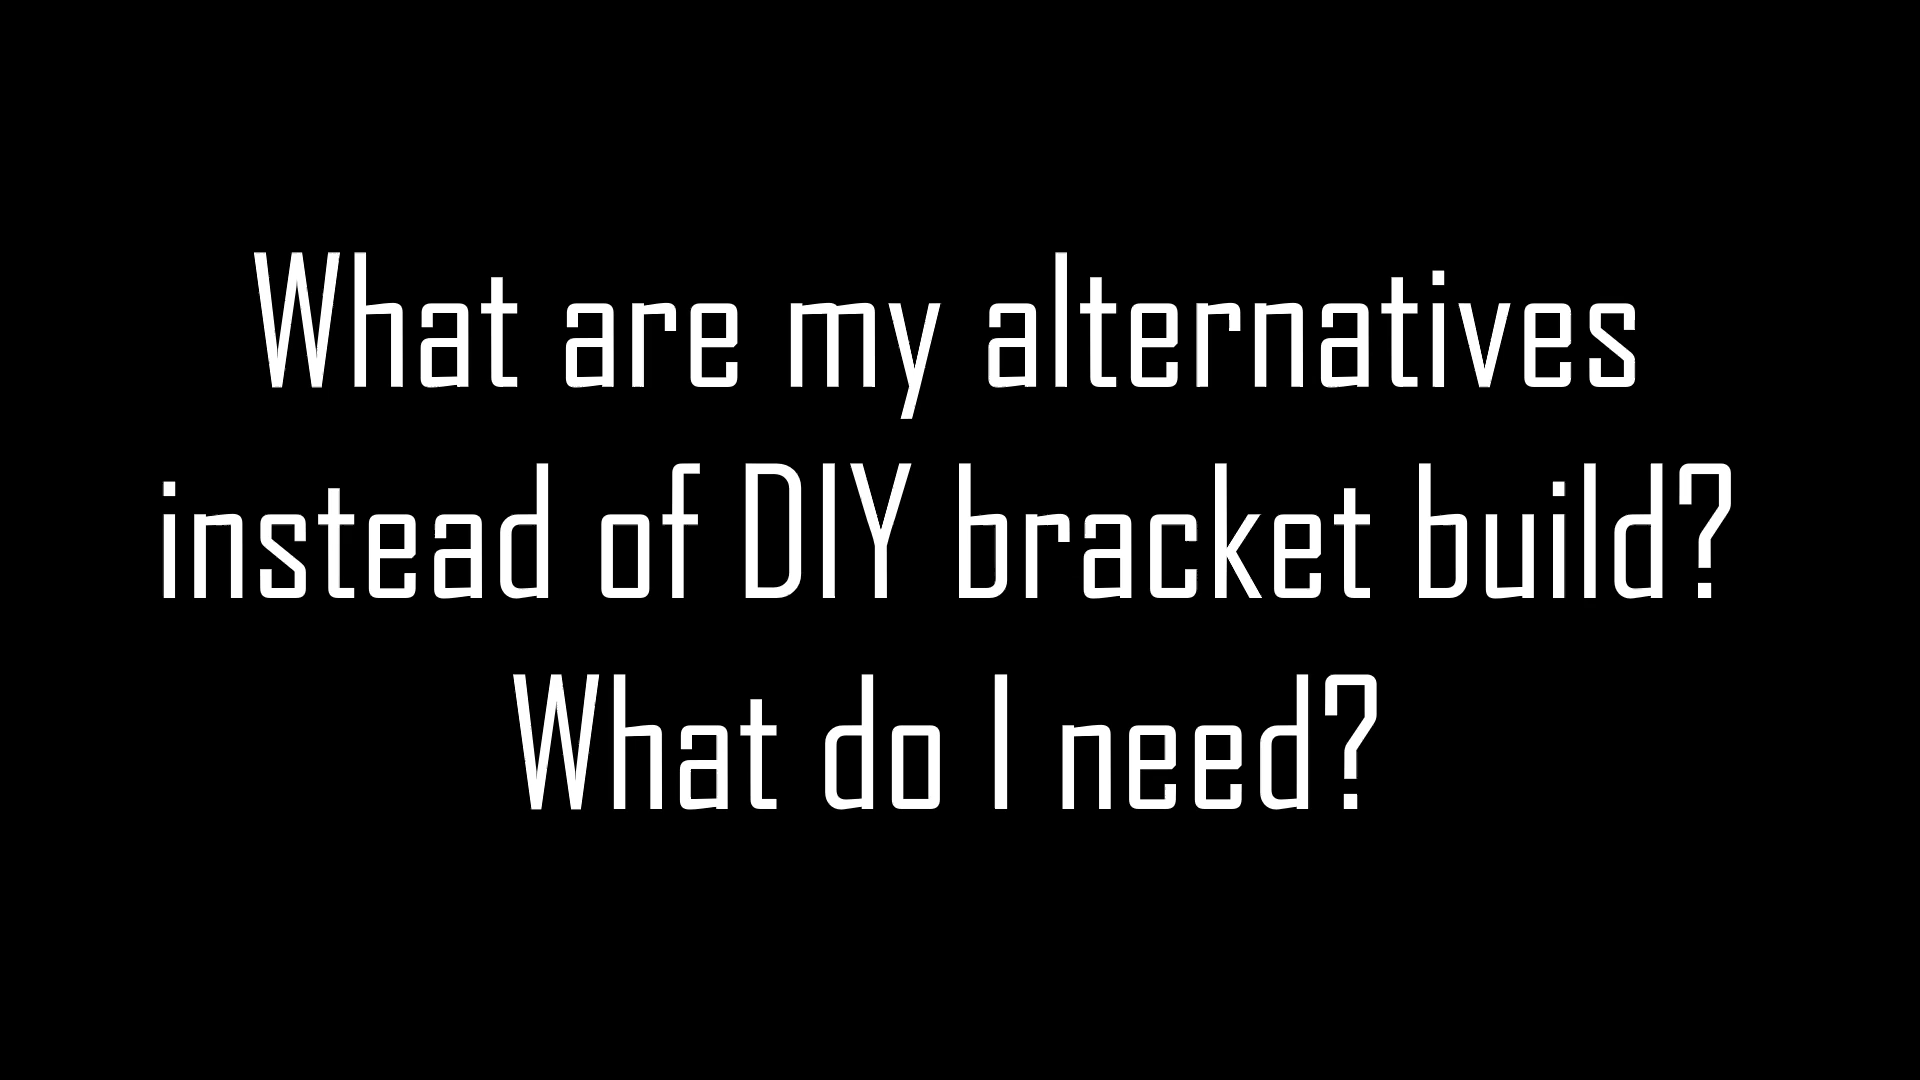 What are my alternatives
instead of DIY bracket build?
What do I need?